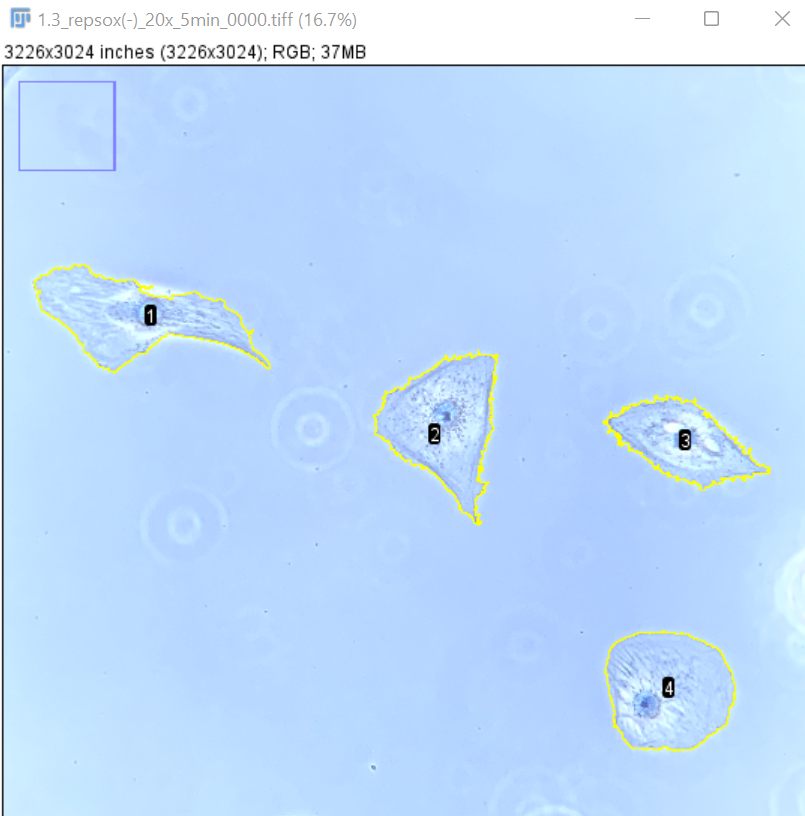 1.3_repsox(-)_20x_5min_0000.tiff (16.7%)
3226x3024 inches (3226x3024); RGB; 37MB
1
2
3
4